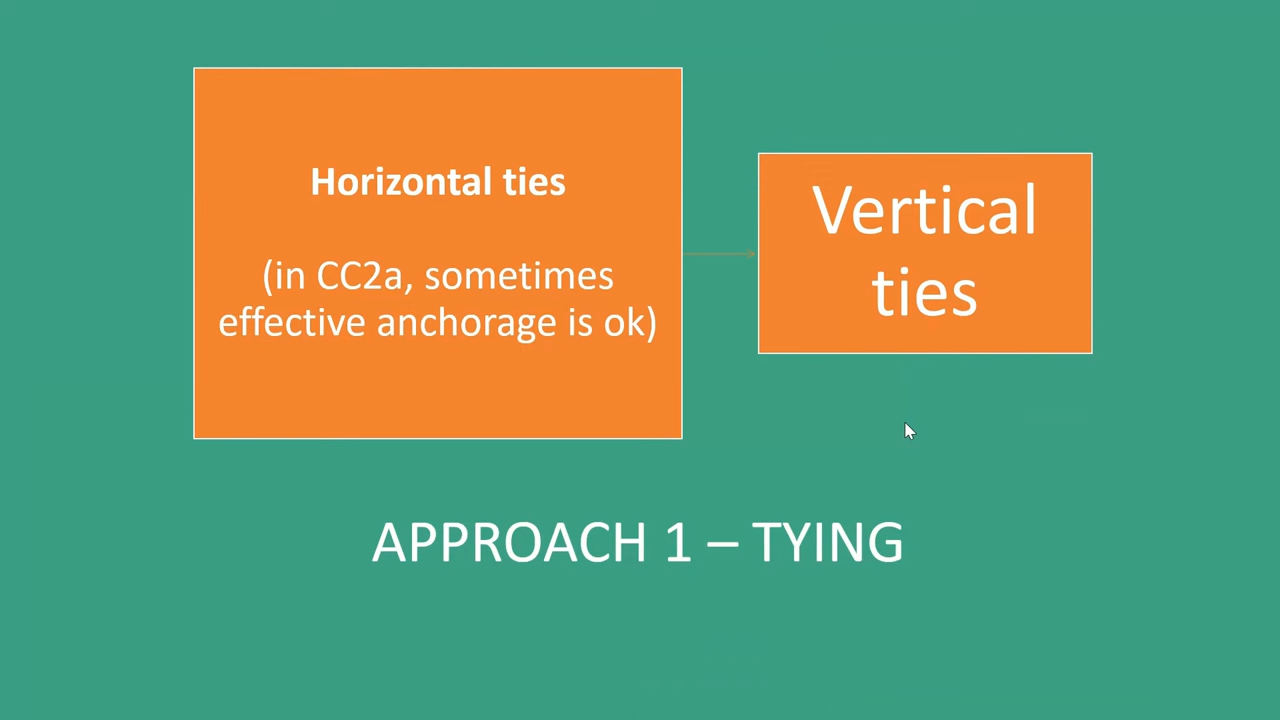 Horizontal ties
(in CC2a, sometimes
effective anchorage is ok)
Vertical
ties
APPROACH 1 – TYING